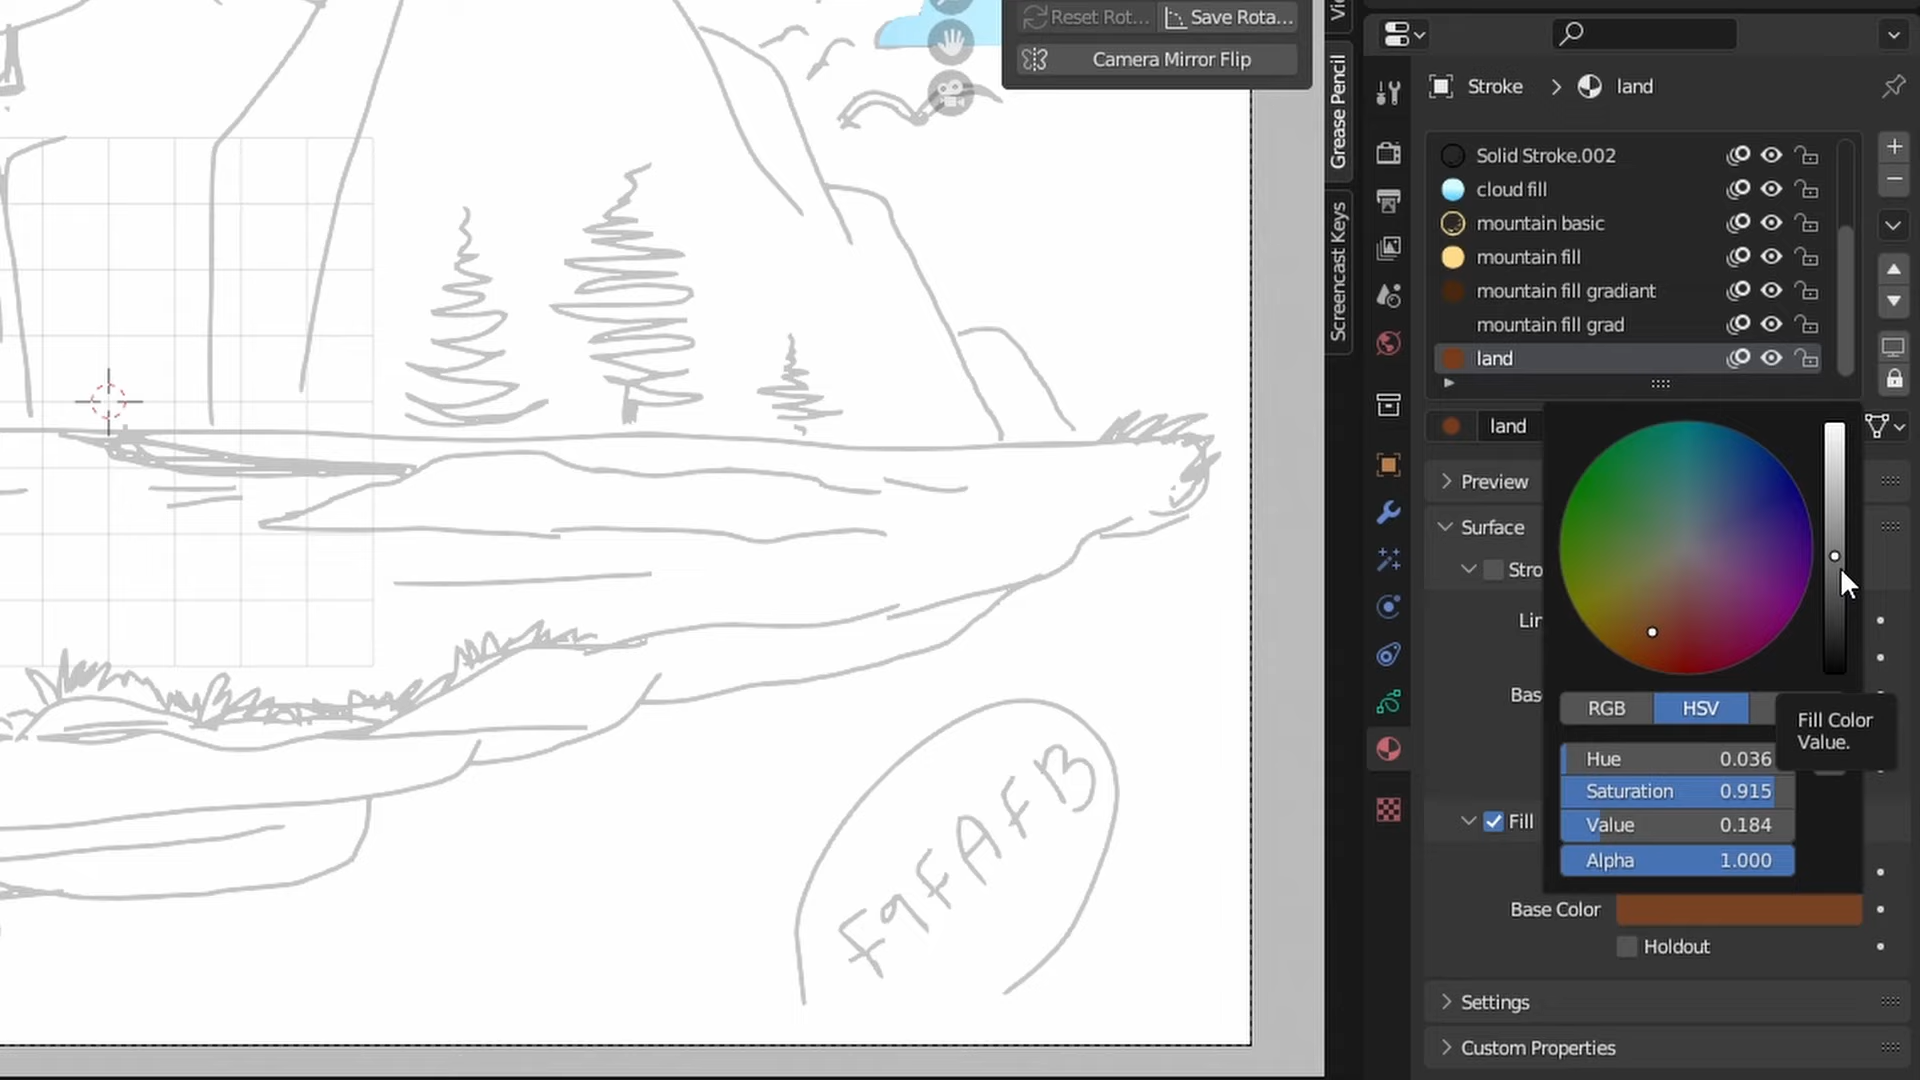 Reset Rot...
Save Rota...
Camera Mirror Flip
Grease Pencil
Screencast Keys
Stroke > land
Solid Stroke.002
cloud fill
mountain basic
mountain fill
mountain fill gradiant
mountain fill grad
land
land
Preview
Surface
Stro
Lin
Base
RGB
HSV
Fill Color
Value.
Hue 0.036
Saturation 0.915
Value 0.184
Alpha 1.000
Fill
Base Color
Holdout
Settings
Custom Properties
F9FAFB